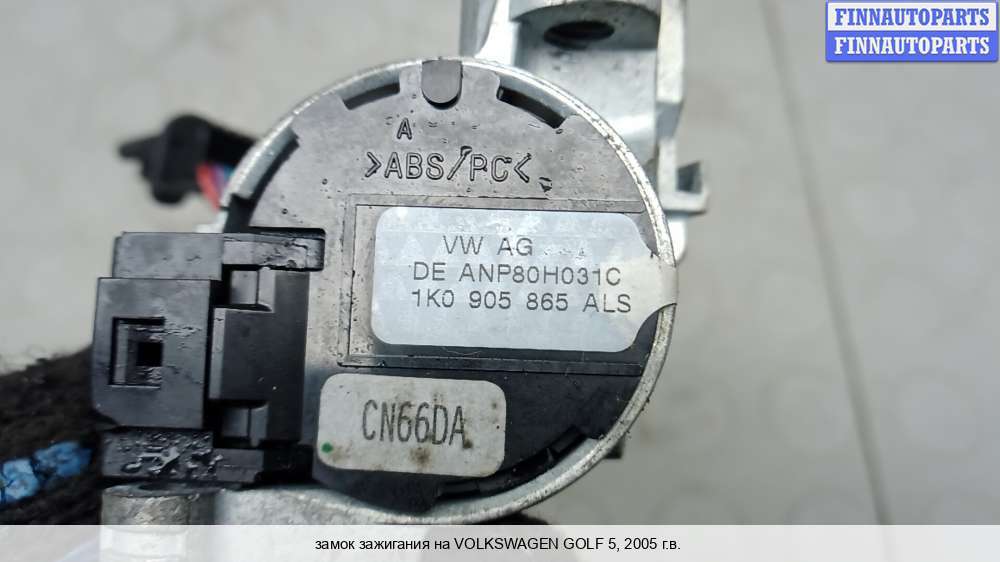 FINNAUTOPARTS
FINNAUTOPARTS
A
>ABS/PC<
VW AG
DE ANP80H031C
1K0 905 865 ALS
CN66DA
замок зажигания на VOLKSWAGEN GOLF 5, 2005 г.в.